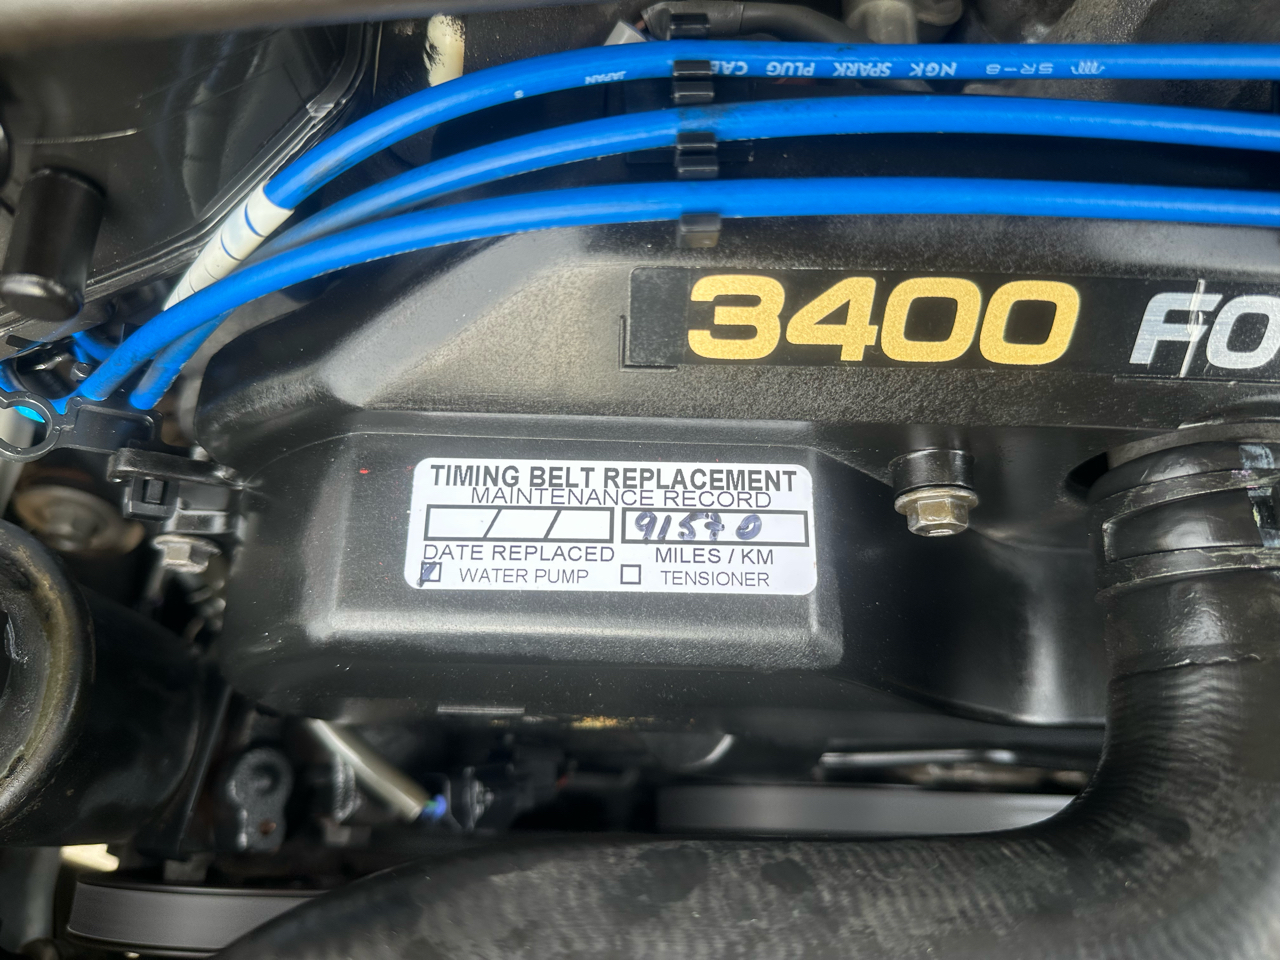 JAPAN NGK SPARK PLUG CAB SR-8
3400 FO
TIMING BELT REPLACEMENT
MAINTENANCE RECORD
/ / 91570
DATE REPLACED MILES / KM
WATER PUMP TENSIONER